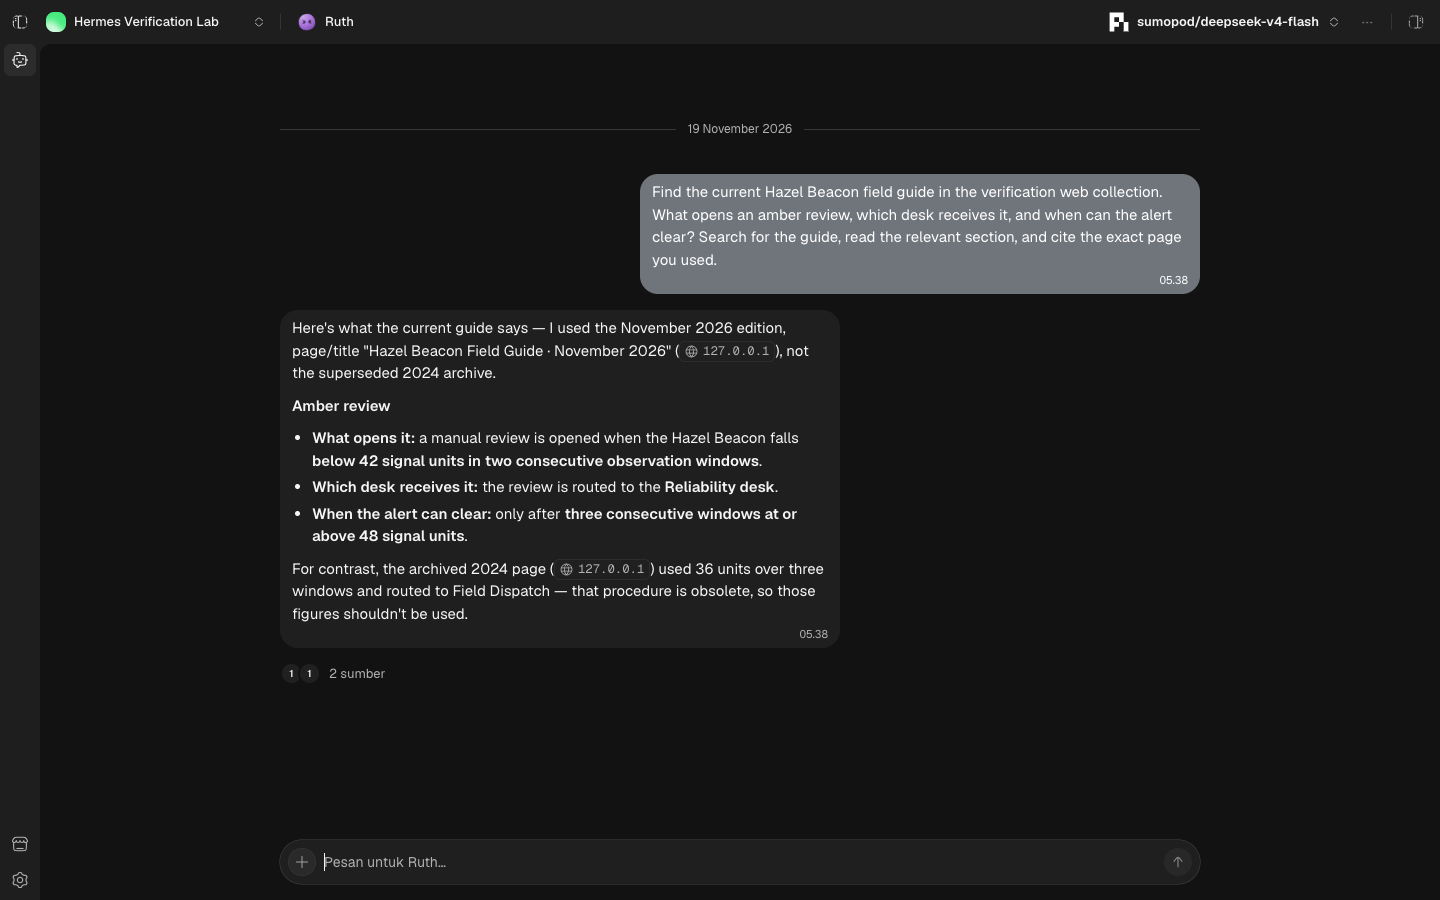 Hermes Verification Lab
Ruth
sumopod/deepseek-v4-flash
19 November 2026
Find the current Hazel Beacon field guide in the verification web collection.
What opens an amber review, which desk receives it, and when can the alert
clear? Search for the guide, read the relevant section, and cite the exact page
you used.
05.38
Here's what the current guide says — I used the November 2026 edition,
page/title "Hazel Beacon Field Guide · November 2026" ( 127.0.0.1 ), not
the superseded 2024 archive.
Amber review
• What opens it: a manual review is opened when the Hazel Beacon falls
below 42 signal units in two consecutive observation windows.
• Which desk receives it: the review is routed to the Reliability desk.
• When the alert can clear: only after three consecutive windows at or
above 48 signal units.
For contrast, the archived 2024 page ( 127.0.0.1 ) used 36 units over three
windows and routed to Field Dispatch — that procedure is obsolete, so those
figures shouldn't be used.
05.38
1 1 2 sumber
Pesan untuk Ruth...